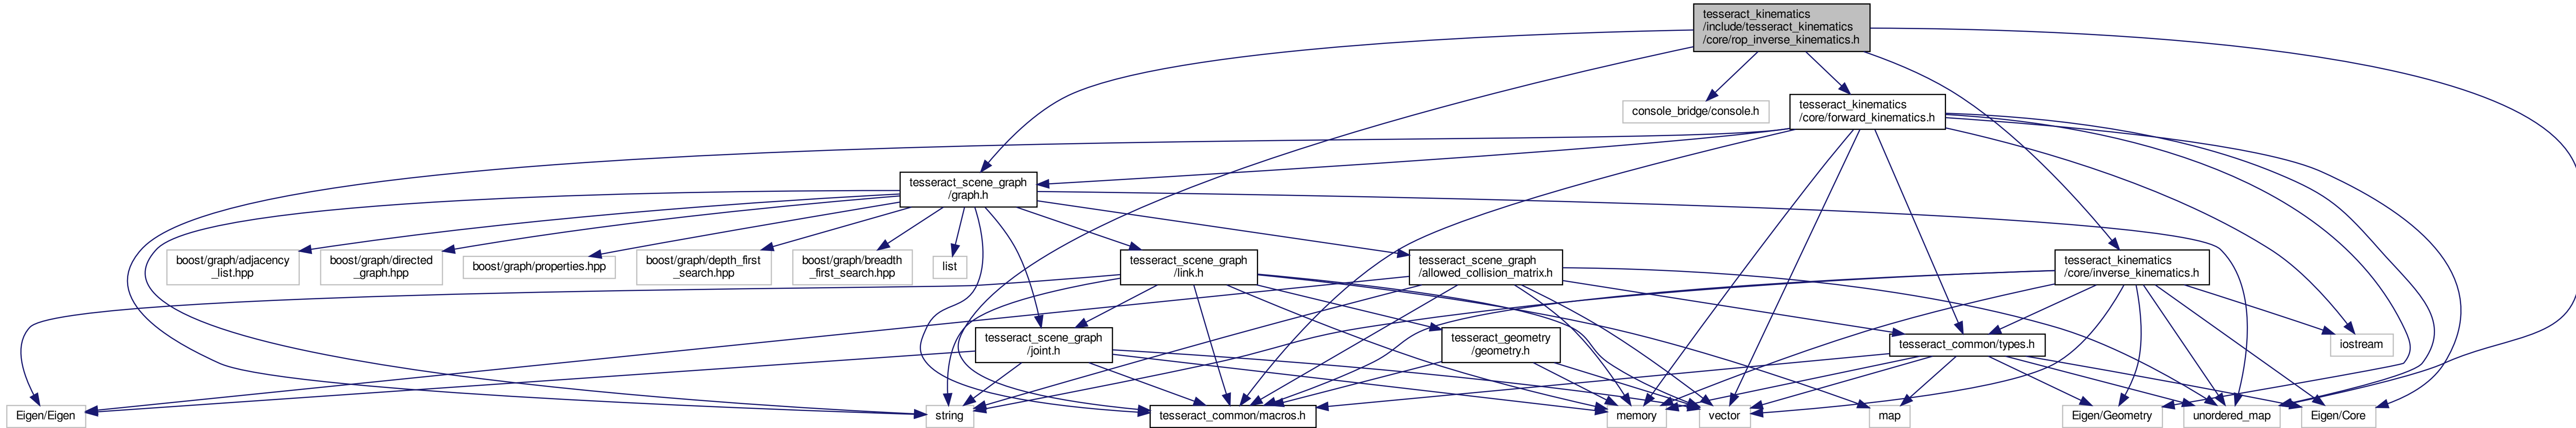 tesseract_kinematics
/include/tesseract_kinematics
/core/rop_inverse_kinematics.h
console_bridge/console.h
tesseract_kinematics
/core/forward_kinematics.h
tesseract_scene_graph
/graph.h
boost/graph/adjacency
_list.hpp
boost/graph/directed
_graph.hpp
boost/graph/properties.hpp
boost/graph/depth_first
_search.hpp
boost/graph/breadth
_first_search.hpp
list
tesseract_scene_graph
/link.h
tesseract_scene_graph
/allowed_collision_matrix.h
tesseract_kinematics
/core/inverse_kinematics.h
tesseract_scene_graph
/joint.h
tesseract_geometry
/geometry.h
tesseract_common/types.h
iostream
Eigen/Eigen
string
tesseract_common/macros.h
memory
vector
map
Eigen/Geometry
unordered_map
Eigen/Core